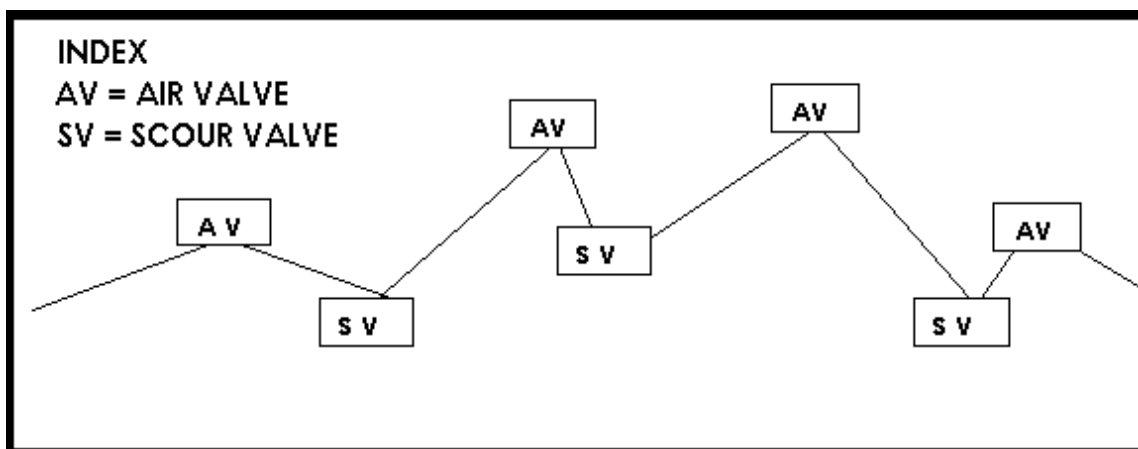 INDEX
AV = AIR VALVE
SV = SCOUR VALVE
AV
AV
A V
S V
AV
S V
S V